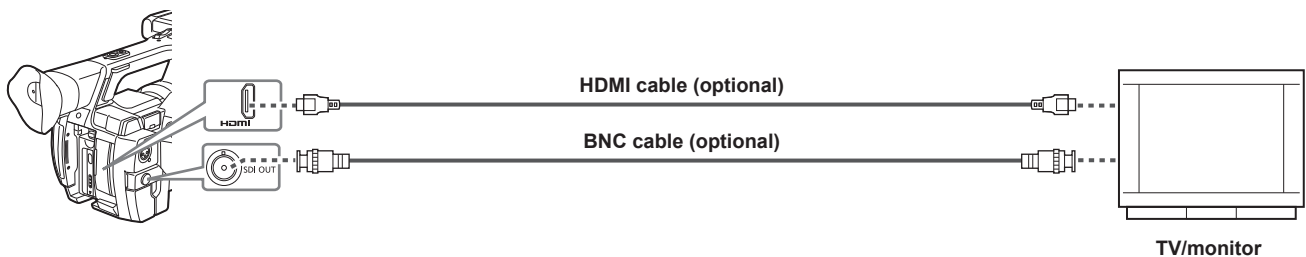 HDMI cable (optional)
HDMI
BNC cable (optional)
SDI OUT
TV/monitor